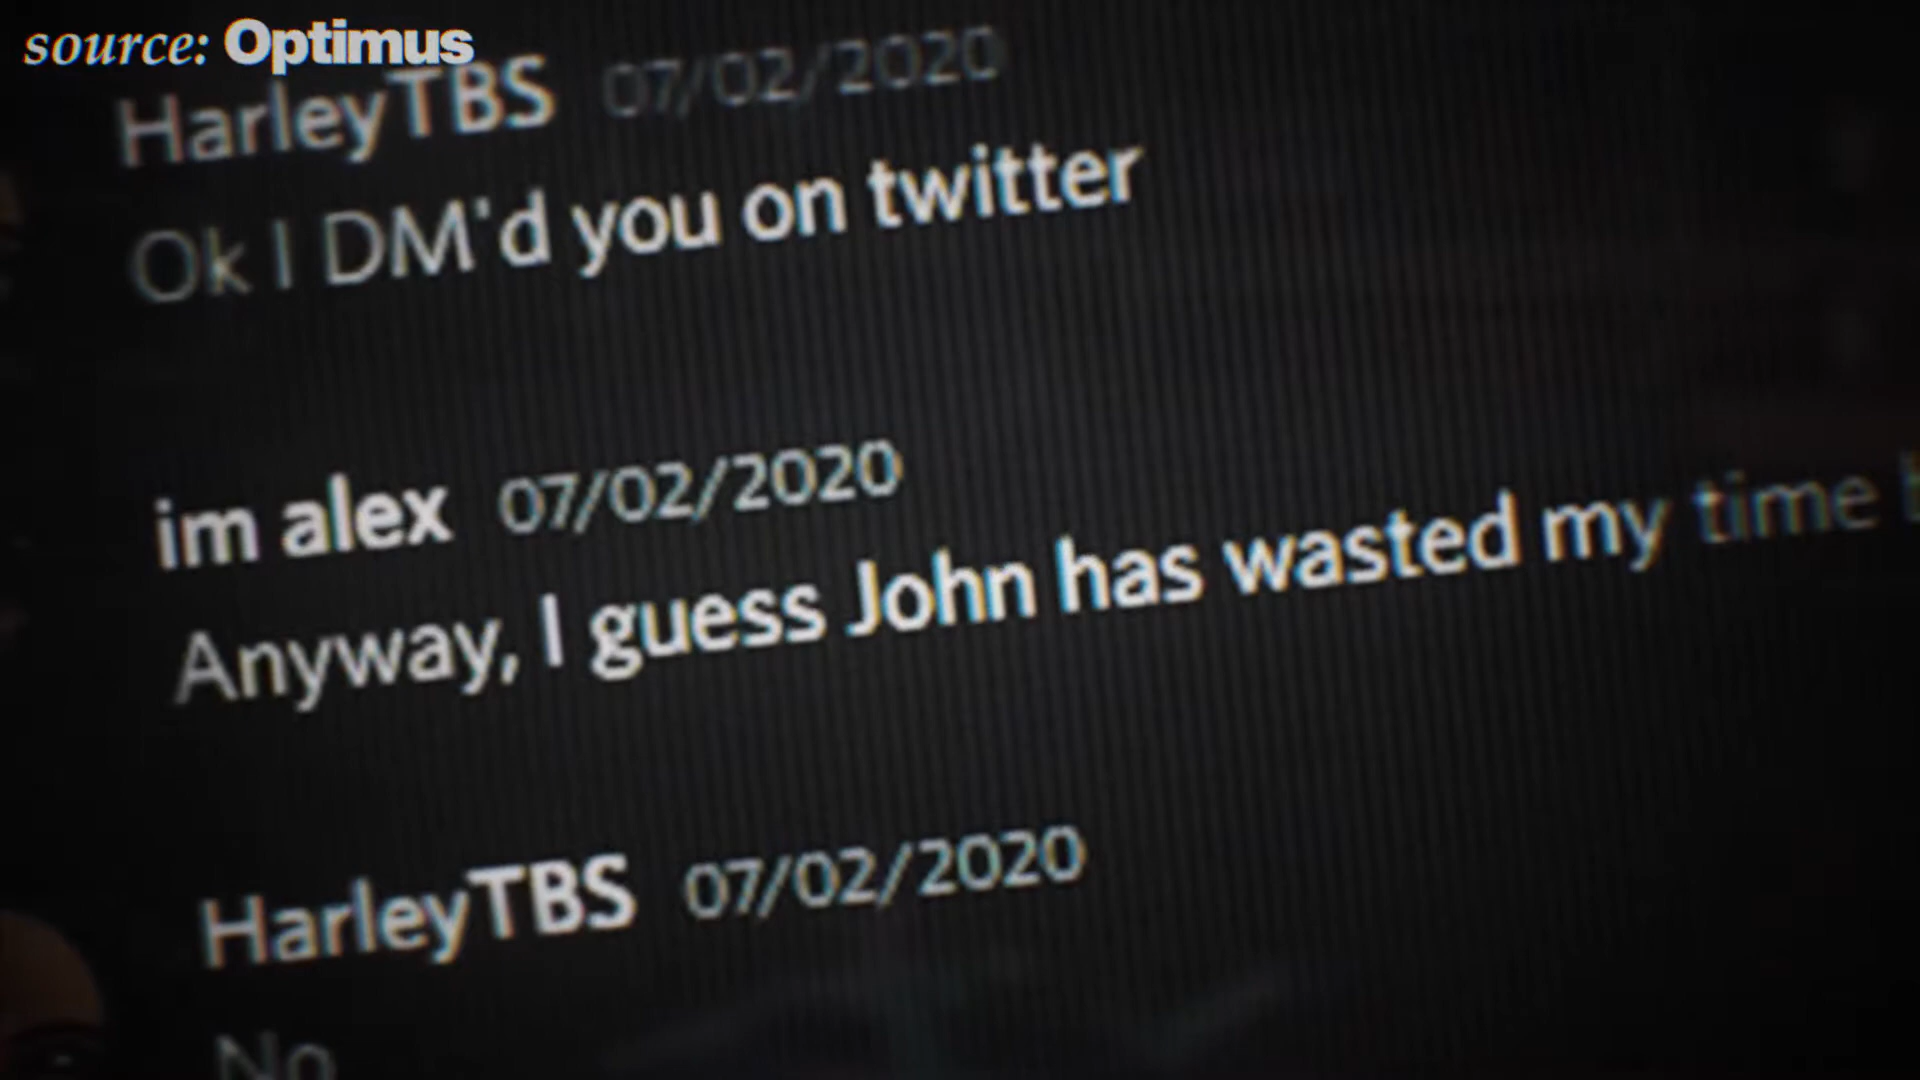 source: Optimus
HarleyTBS 07/02/2020
Ok I DM'd you on twitter
im alex 07/02/2020
Anyway, I guess John has wasted my time
HarleyTBS 07/02/2020
No